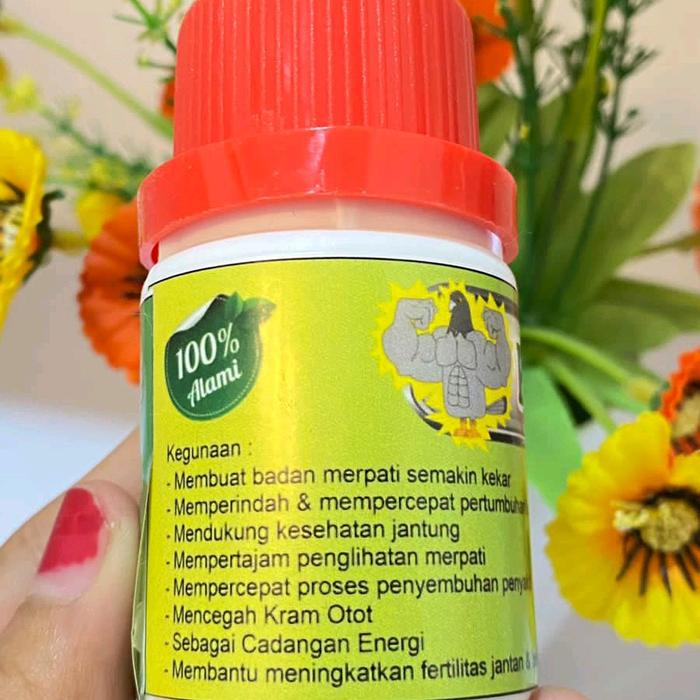 100%
Alami
Kegunaan :
- Membuat badan merpati semakin kekar
- Memperindah & mempercepat pertumbuhan
- Mendukung kesehatan jantung
- Mempertajam penglihatan merpati
- Mempercepat proses penyembuhan
- Mencegah Kram Otot
- Sebagai Cadangan Energi
- Membantu meningkatkan fertilitas jantan &